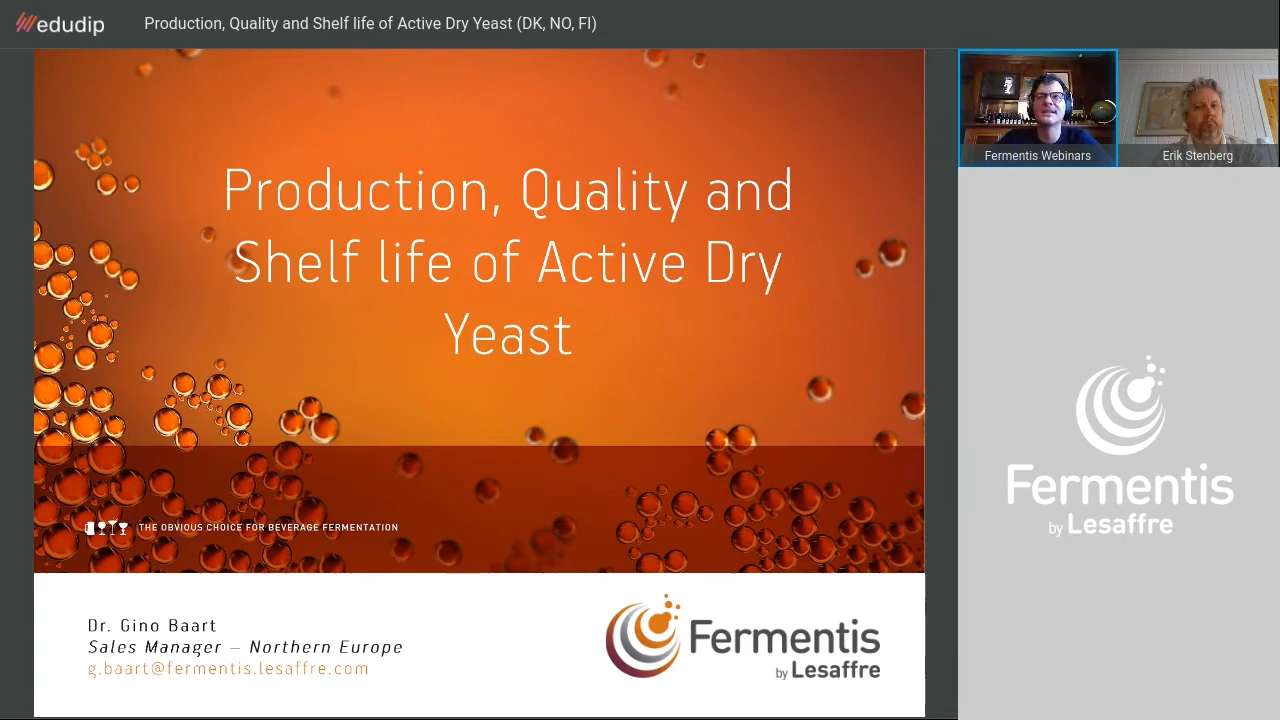 edudip
Production, Quality and Shelf life of Active Dry Yeast (DK, NO, FI)
Production, Quality and
Shelf life of Active Dry
Yeast
THE OBVIOUS CHOICE FOR BEVERAGE FERMENTATION
Dr. Gino Baart
Sales Manager – Northern Europe
g.baart@fermentis.lesaffre.com
Fermentis
by Lesaffre
Fermentis Webinars
Erik Stenberg
Fermentis
by Lesaffre